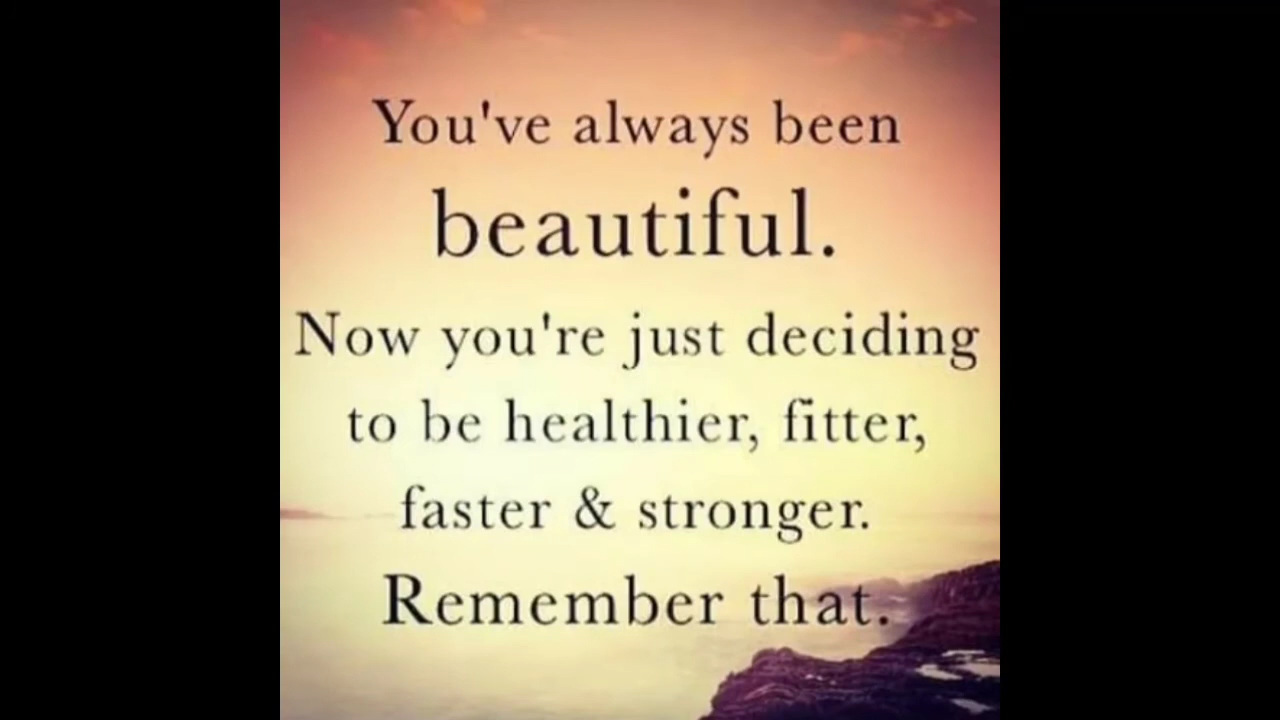 You've always been
beautiful.
Now you're just deciding
to be healthier, fitter,
faster & stronger.
Remember that.